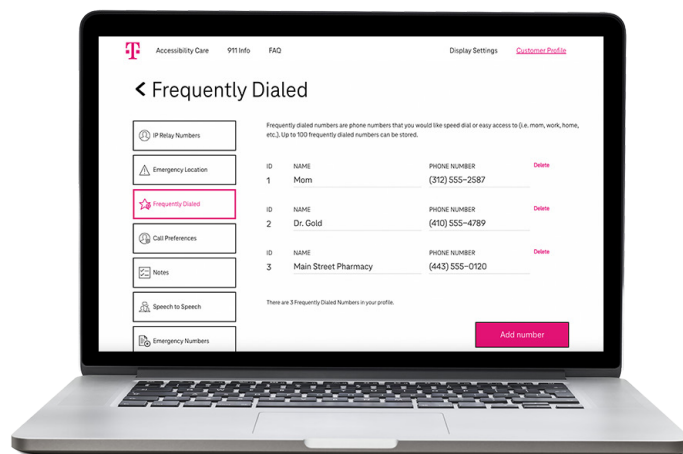 T
Accessibility Care 911 Info FAQ Display Settings Customer Profile
Frequently Dialed
IP Relay Numbers
Emergency Location
Frequently Dialed
Call Preferences
Notes
Speech to Speech
Emergency Numbers
Frequently dialed numbers are phone numbers that you would like speed dial or easy access to (i.e. mom, work, home,
etc.). Up to 100 frequently dialed numbers can be stored.
ID NAME PHONE NUMBER Delete
1 Mom (312) 555-2587
ID NAME PHONE NUMBER Delete
2 Dr. Gold (410) 555-4789
ID NAME PHONE NUMBER Delete
3 Main Street Pharmacy (443) 555-0120
There are 3 Frequently Dialed Numbers in your profile.
Add number